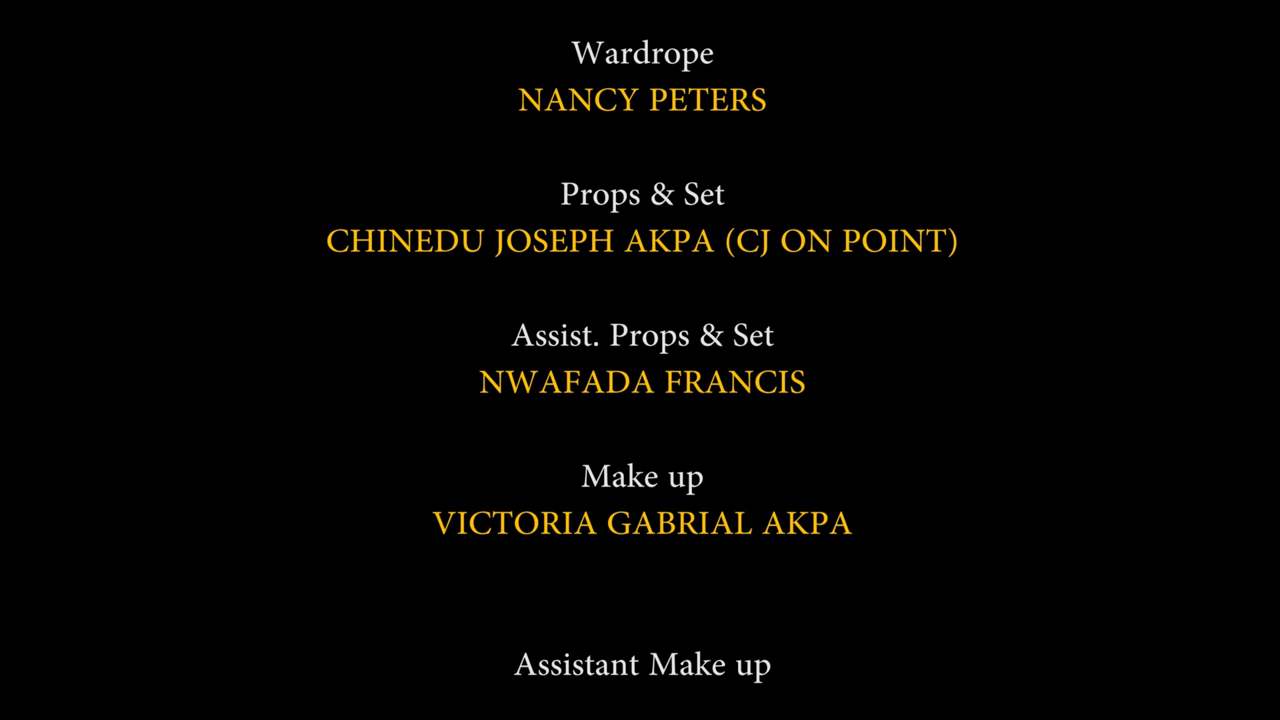 Wardrope
NANCY PETERS
Props & Set
CHINEDU JOSEPH AKPA (CJ ON POINT)
Assist. Props & Set
NWAFADA FRANCIS
Make up
VICTORIA GABRIAL AKPA
Assistant Make up